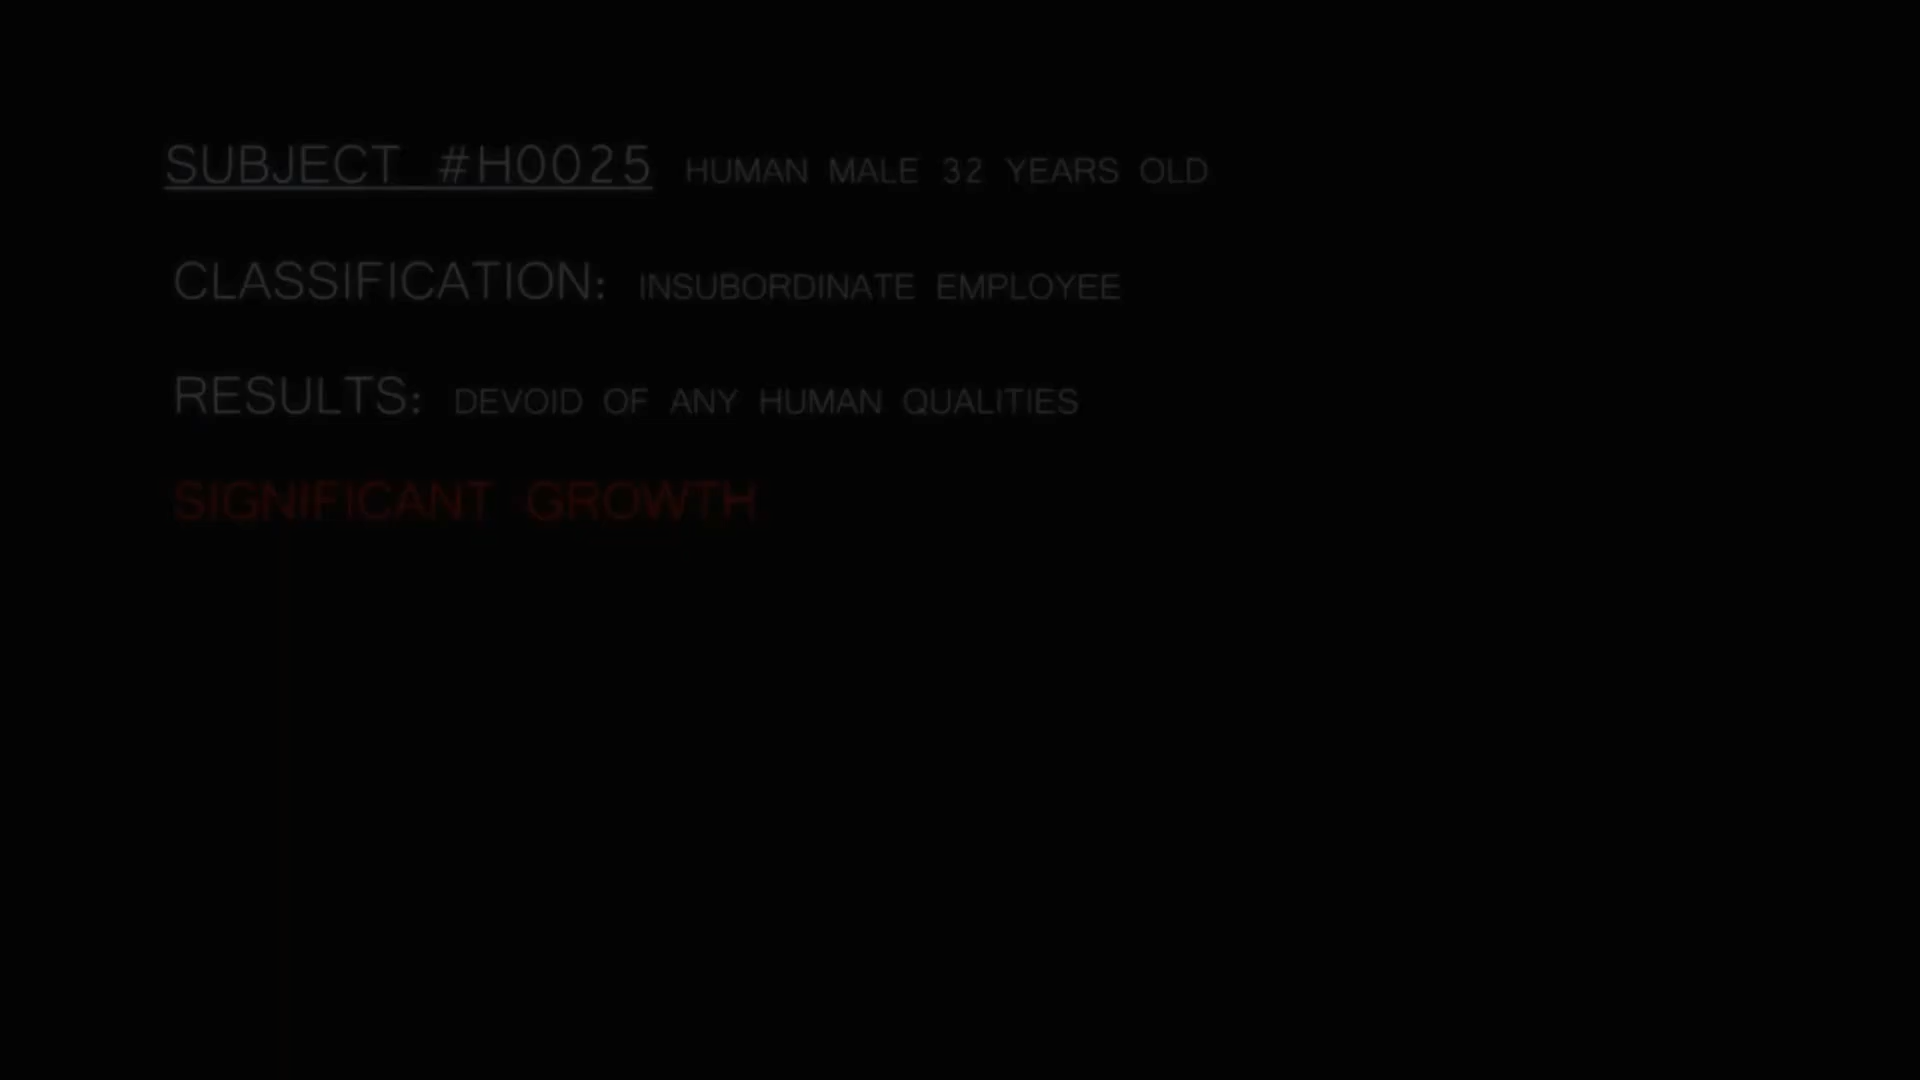 SUBJECT #H0025 HUMAN MALE 32 YEARS OLD
CLASSIFICATION: INSUBORDINATE EMPLOYEE
RESULTS: DEVOID OF ANY HUMAN QUALITIES
SIGNIFICANT GROWTH